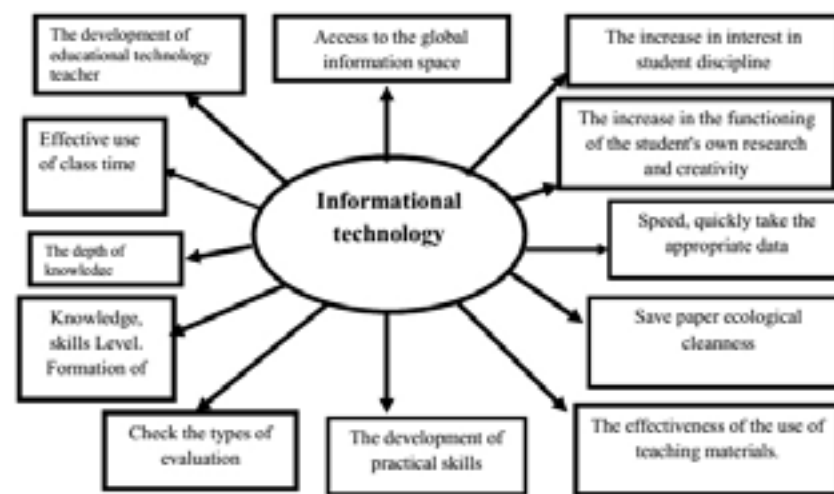 The development of
educational technology
teacher
Access to the global
information space
The increase in interest in
student discipline
Effective use
of class time
The increase in the functioning
of the student's own research
and creativity
Informational
technology
The depth of
knowledge
Speed, quickly take the
appropriate data
Knowledge,
skills Level.
Formation of
Save paper ecological
cleanness
Check the types of
evaluation
The development of
practical skills
The effectiveness of the use of
teaching materials.